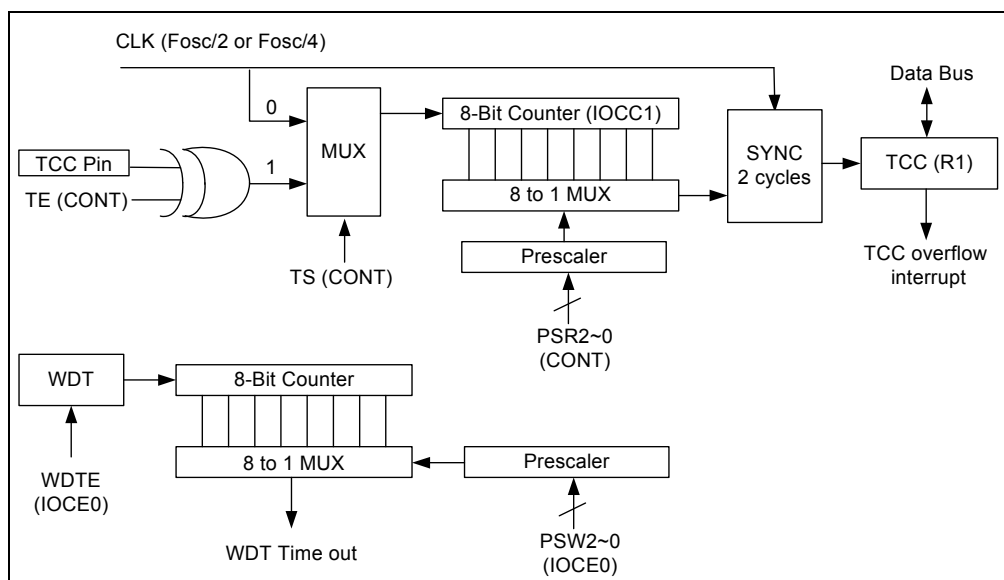 CLK (Fosc/2 or Fosc/4)
Data Bus
0
8-Bit Counter (IOCC1)
MUX
SYNC
2 cycles
TCC (R1)
TCC Pin
1
TE (CONT)
8 to 1 MUX
TS (CONT)
Prescaler
TCC overflow
interrupt
PSR2~0
(CONT)
WDT
8-Bit Counter
8 to 1 MUX
Prescaler
WDTE
(IOCE0)
WDT Time out
PSW2~0
(IOCE0)